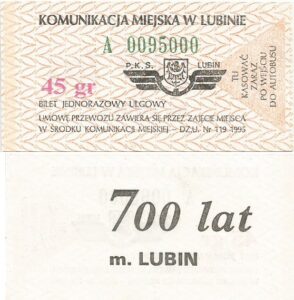 KOMUNIKACJA MIEJSKA W LUBINIE
A 0095000
P.K.S. LUBIN
45 gr
BILET JEDNORAZOWY ULGOWY
UMOWĘ PRZEWOZU ZAWIERA SIĘ PRZEZ ZAJĘCIE MIEJSCA
W ŚRODKU KOMUNIKACJI MIEJSKIEJ - DZ.U. Nr 119-1995
TU
KASOWAĆ
ZARAZ
PO WEJŚCIU
DO AUTOBUSU
700 lat
m. LUBIN